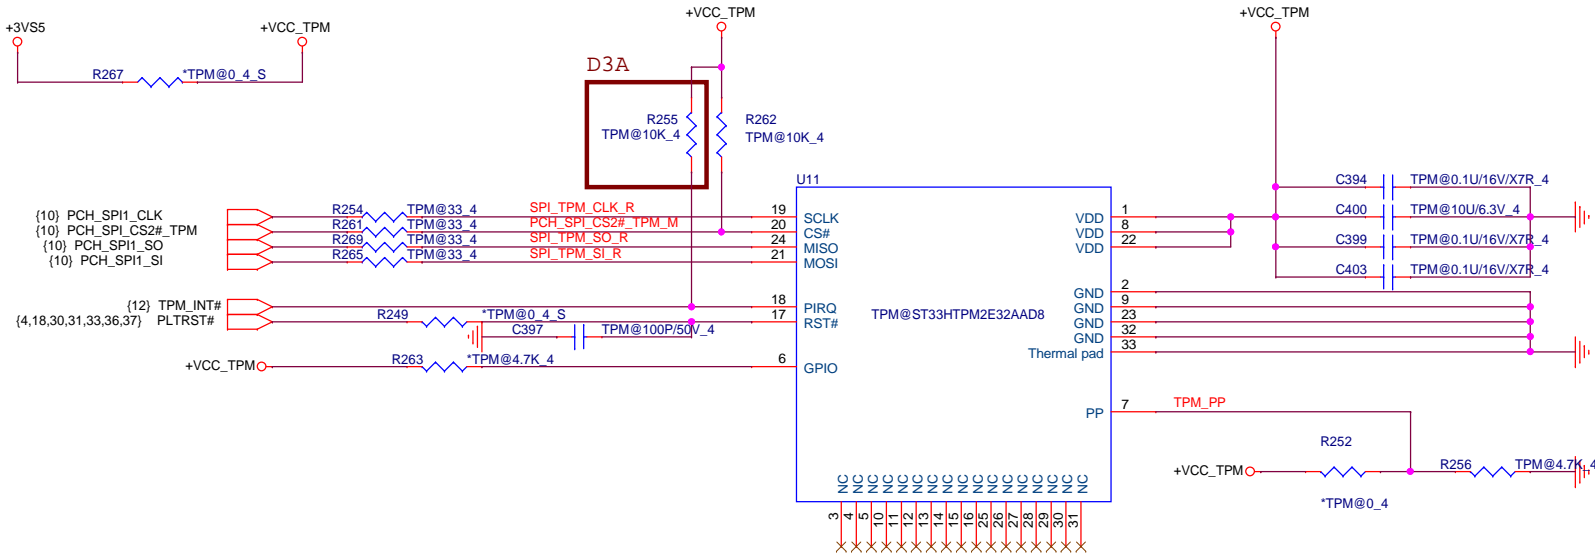 +3VS5
+VCC_TPM
R267 *TPM@0_4_S
+VCC_TPM
D3A
R255
TPM@10K_4
R262
TPM@10K_4
+VCC_TPM
U11
{10} PCH_SPI1_CLK R254 TPM@33_4 SPI_TPM_CLK_R 19 SCLK
{10} PCH_SPI_CS2#_TPM R261 TPM@33_4 PCH_SPI_CS2#_TPM_M 20 CS#
{10} PCH_SPI1_SO R269 TPM@33_4 SPI_TPM_SO_R 24 MISO
{10} PCH_SPI1_SI R265 TPM@33_4 SPI_TPM_SI_R 21 MOSI
{12} TPM_INT# 18 PIRQ
{4,18,30,31,33,36,37} PLTRST# R249 *TPM@0_4_S 17 RST#
C397 TPM@100P/50V_4
+VCC_TPM R263 *TPM@4.7K_4 6 GPIO
TPM@ST33HTPM2E32AAD8
VDD 1
VDD 8
VDD 22
GND 2
GND 9
GND 23
GND 32
Thermal pad 33
PP 7 TPM_PP
C394 TPM@0.1U/16V/X7R_4
C400 TPM@10U/6.3V_4
C399 TPM@0.1U/16V/X7R_4
C403 TPM@0.1U/16V/X7R_4
R252
+VCC_TPM
*TPM@0_4
R256 TPM@4.7K_4
NC NC NC NC NC NC NC NC NC NC NC NC NC NC NC NC NC
3 4 5 10 11 12 13 14 15 16 25 26 27 28 29 30 31